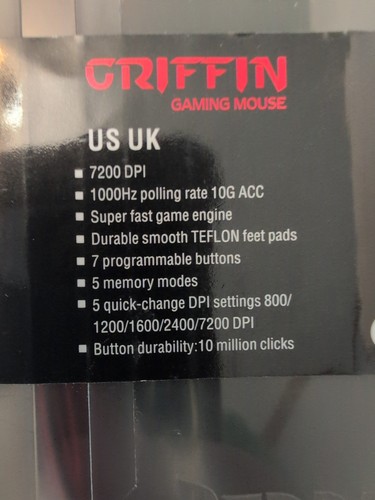 GRIFFIN
GAMING MOUSE
US UK
■ 7200 DPI
■ 1000Hz polling rate 10G ACC
■ Super fast game engine
■ Durable smooth TEFLON feet pads
■ 7 programmable buttons
■ 5 memory modes
■ 5 quick-change DPI settings 800/
1200/1600/2400/7200 DPI
■ Button durability:10 million clicks